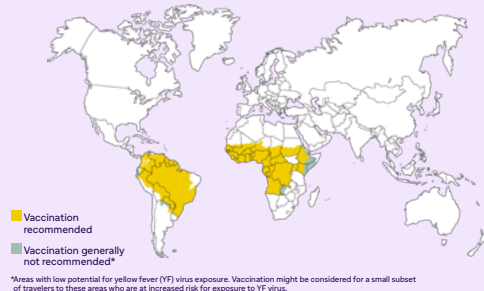 Vaccination
recommended
Vaccination generally
not recommended*
*Areas with low potential for yellow fever (YF) virus exposure. Vaccination might be considered for a small subset
of travelers to these areas who are at increased risk for exposure to YF virus.